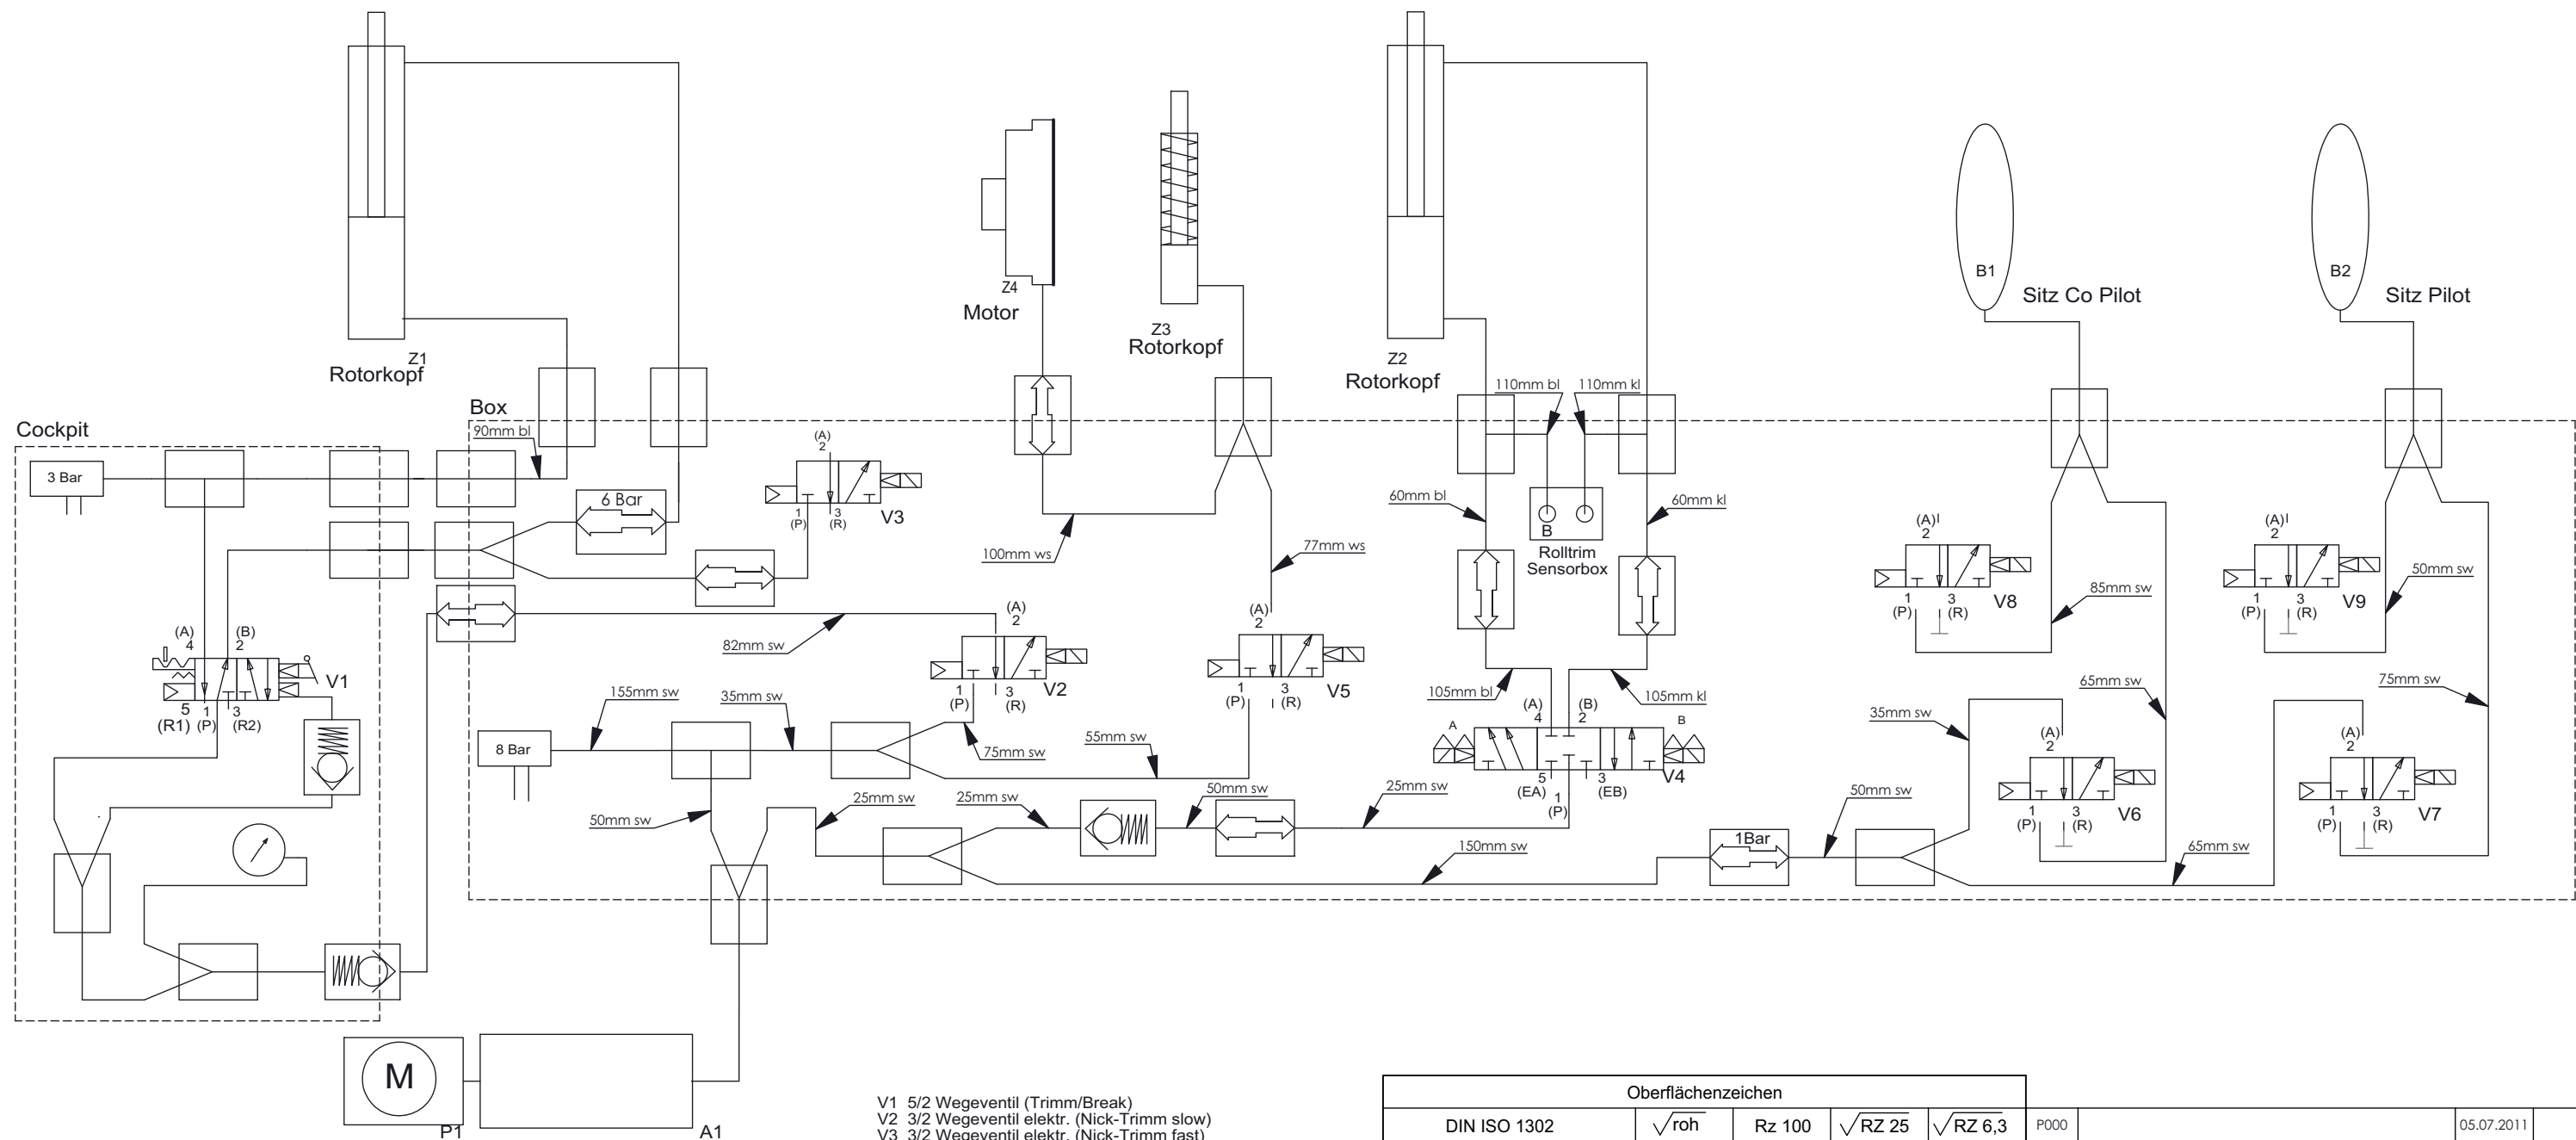 Z1
Rotorkopf
Z4
Motor
Z3
Rotorkopf
Z2
Rotorkopf
B1
Sitz Co Pilot
B2
Sitz Pilot
Cockpit
Box
90mm bl
3 Bar
6 Bar
(A)
2
1
(P)
3
(R)
V3
100mm ws
77mm ws
110mm bl
110mm kl
60mm bl
60mm kl
B
Rolltrim
Sensorbox
(A)
2
1
(P)
3
(R)
V8
85mm sw
(A)
2
1
(P)
3
(R)
V9
50mm sw
(A)
4
(B)
2
V1
5
(R1)
1
(P)
3
(R2)
82mm sw
(A)
2
1
(P)
3
(R)
V2
(A)
2
1
(P)
3
(R)
V5
105mm bl
105mm kl
(A)
4
(B)
2
A
B
V4
5
(EA)
3
(EB)
1
(P)
65mm sw
75mm sw
35mm sw
155mm sw
35mm sw
8 Bar
75mm sw
55mm sw
(A)
2
1
(P)
3
(R)
V6
(A)
2
1
(P)
3
(R)
V7
50mm sw
25mm sw
25mm sw
50mm sw
25mm sw
50mm sw
1Bar
150mm sw
65mm sw
M
P1
A1
V1 5/2 Wegeventil (Trimm/Break)
V2 3/2 Wegeventil elektr. (Nick-Trimm slow)
V3 3/2 Wegeventil elektr. (Nick-Trimm fast)
Oberflächenzeichen
DIN ISO 1302
roh
Rz 100
RZ 25
RZ 6,3
P000
05.07.2011